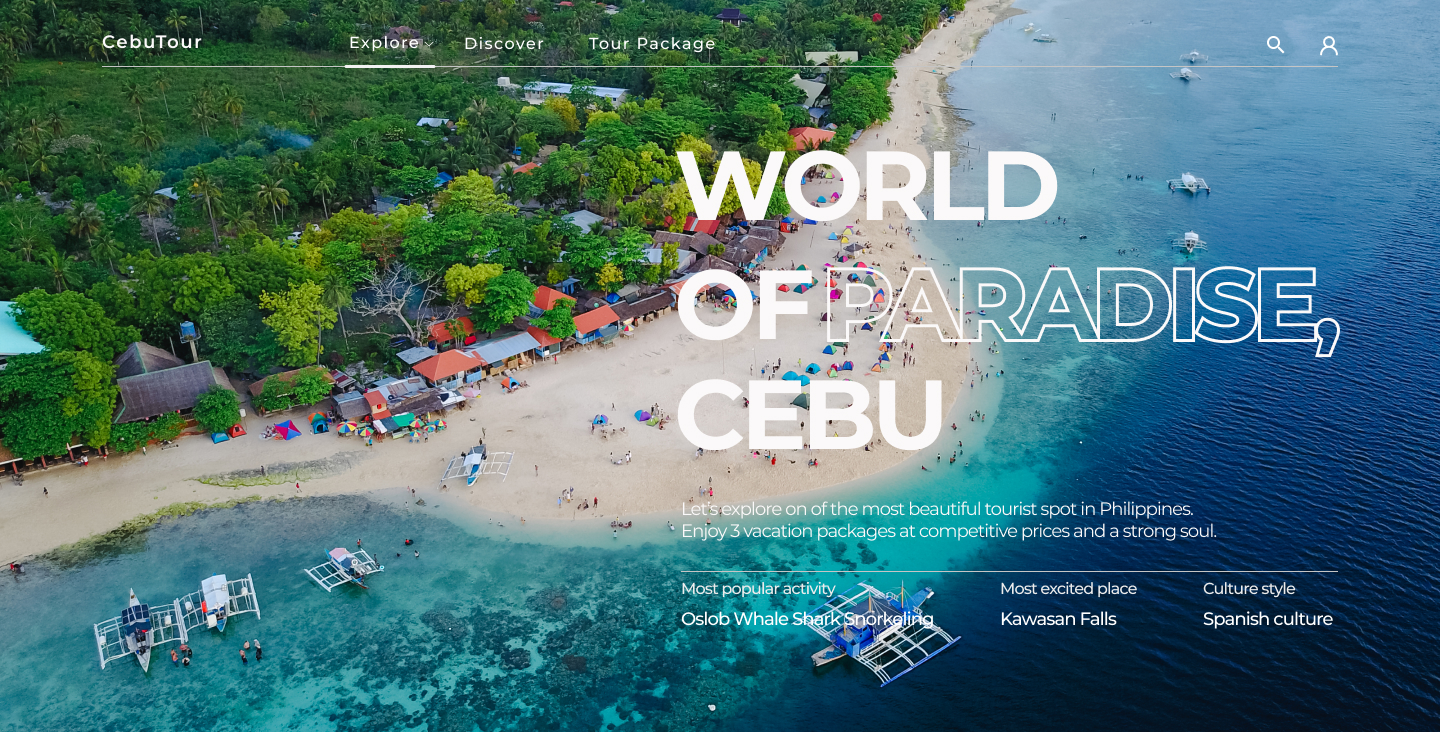 CebuTour
Explore
Discover
Tour Package
WORLD
OF PARADISE,
CEBU
Let's explore on of the most beautiful tourist spot in Philippines.
Enjoy 3 vacation packages at competitive prices and a strong soul.
Most popular activity
Most excited place
Culture style
Oslob Whale Shark Snorkeling
Kawasan Falls
Spanish culture